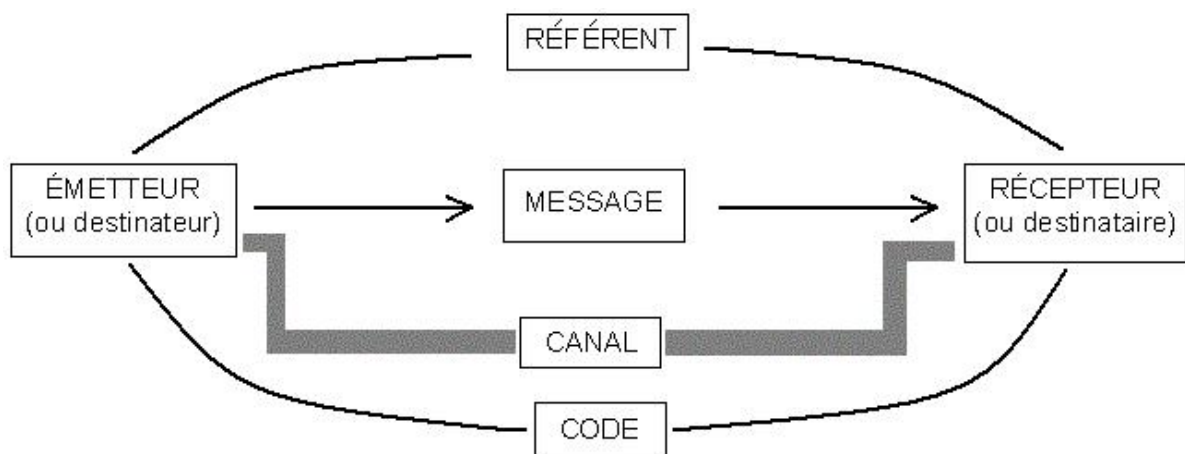 RÉFÉRENT
ÉMETTEUR
(ou destinateur)
MESSAGE
RÉCEPTEUR
(ou destinataire)
CANAL
CODE